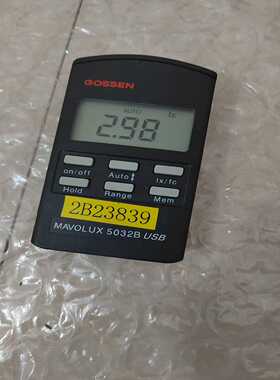 GOSSEN
AUTO fc
2.98
on/off Auto lx/fc
Hold Range Mem
2B23839
MAVOLUX 5032B USB